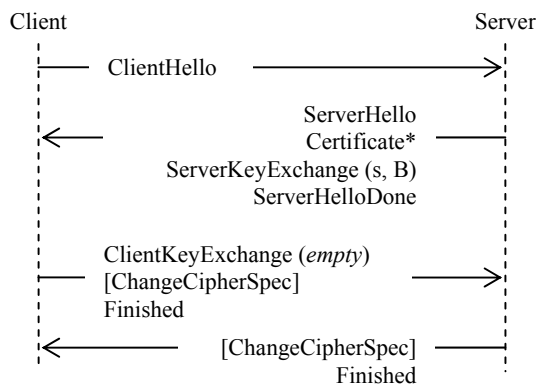 Client Server
ClientHello
ServerHello
Certificate*
ServerKeyExchange (s, B)
ServerHelloDone
ClientKeyExchange (empty)
[ChangeCipherSpec]
Finished
[ChangeCipherSpec]
Finished